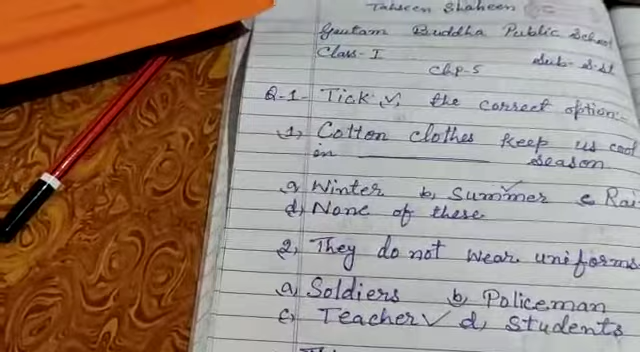 Tahseen Shaheen
Gautam Buddha Public School
Class - I Sub - S.St
Chp-5
Q-1- Tick ✓ the correct option:-
1, Cotton clothes keep us cool
in ________ season
a, Winter b, Summer ✓ c Rai
d, None of these
2, They do not wear uniforms
a, Soldiers b, Policeman
c, Teacher ✓ d, Students